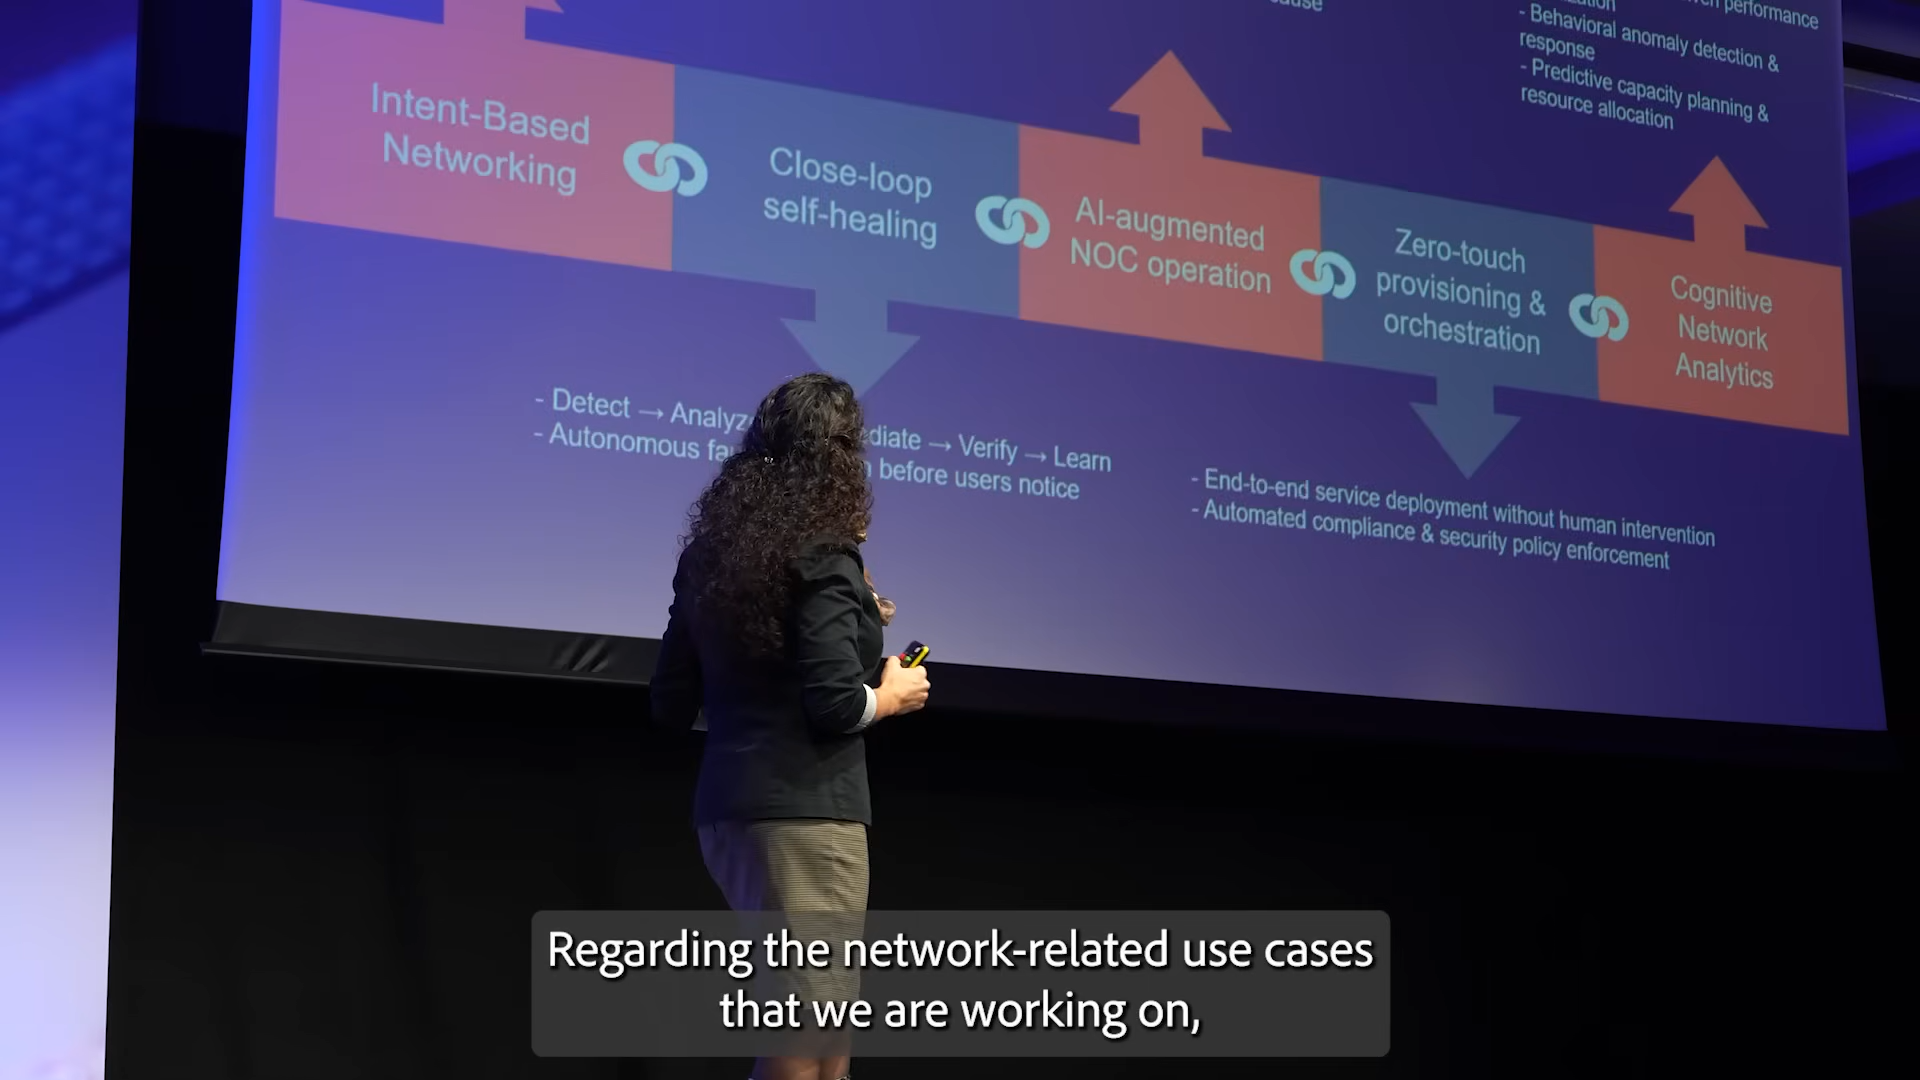 performance
- Behavioral anomaly detection &
response
- Predictive capacity planning &
resource allocation
Intent-Based
Networking
Close-loop
self-healing
AI-augmented
NOC operation
Zero-touch
provisioning &
orchestration
Cognitive
Network
Analytics
- Detect → → Verify → Learn
- Autonomous before users notice
- End-to-end service deployment without human intervention
- Automated compliance & security policy enforcement
Regarding the network-related use cases
that we are working on,